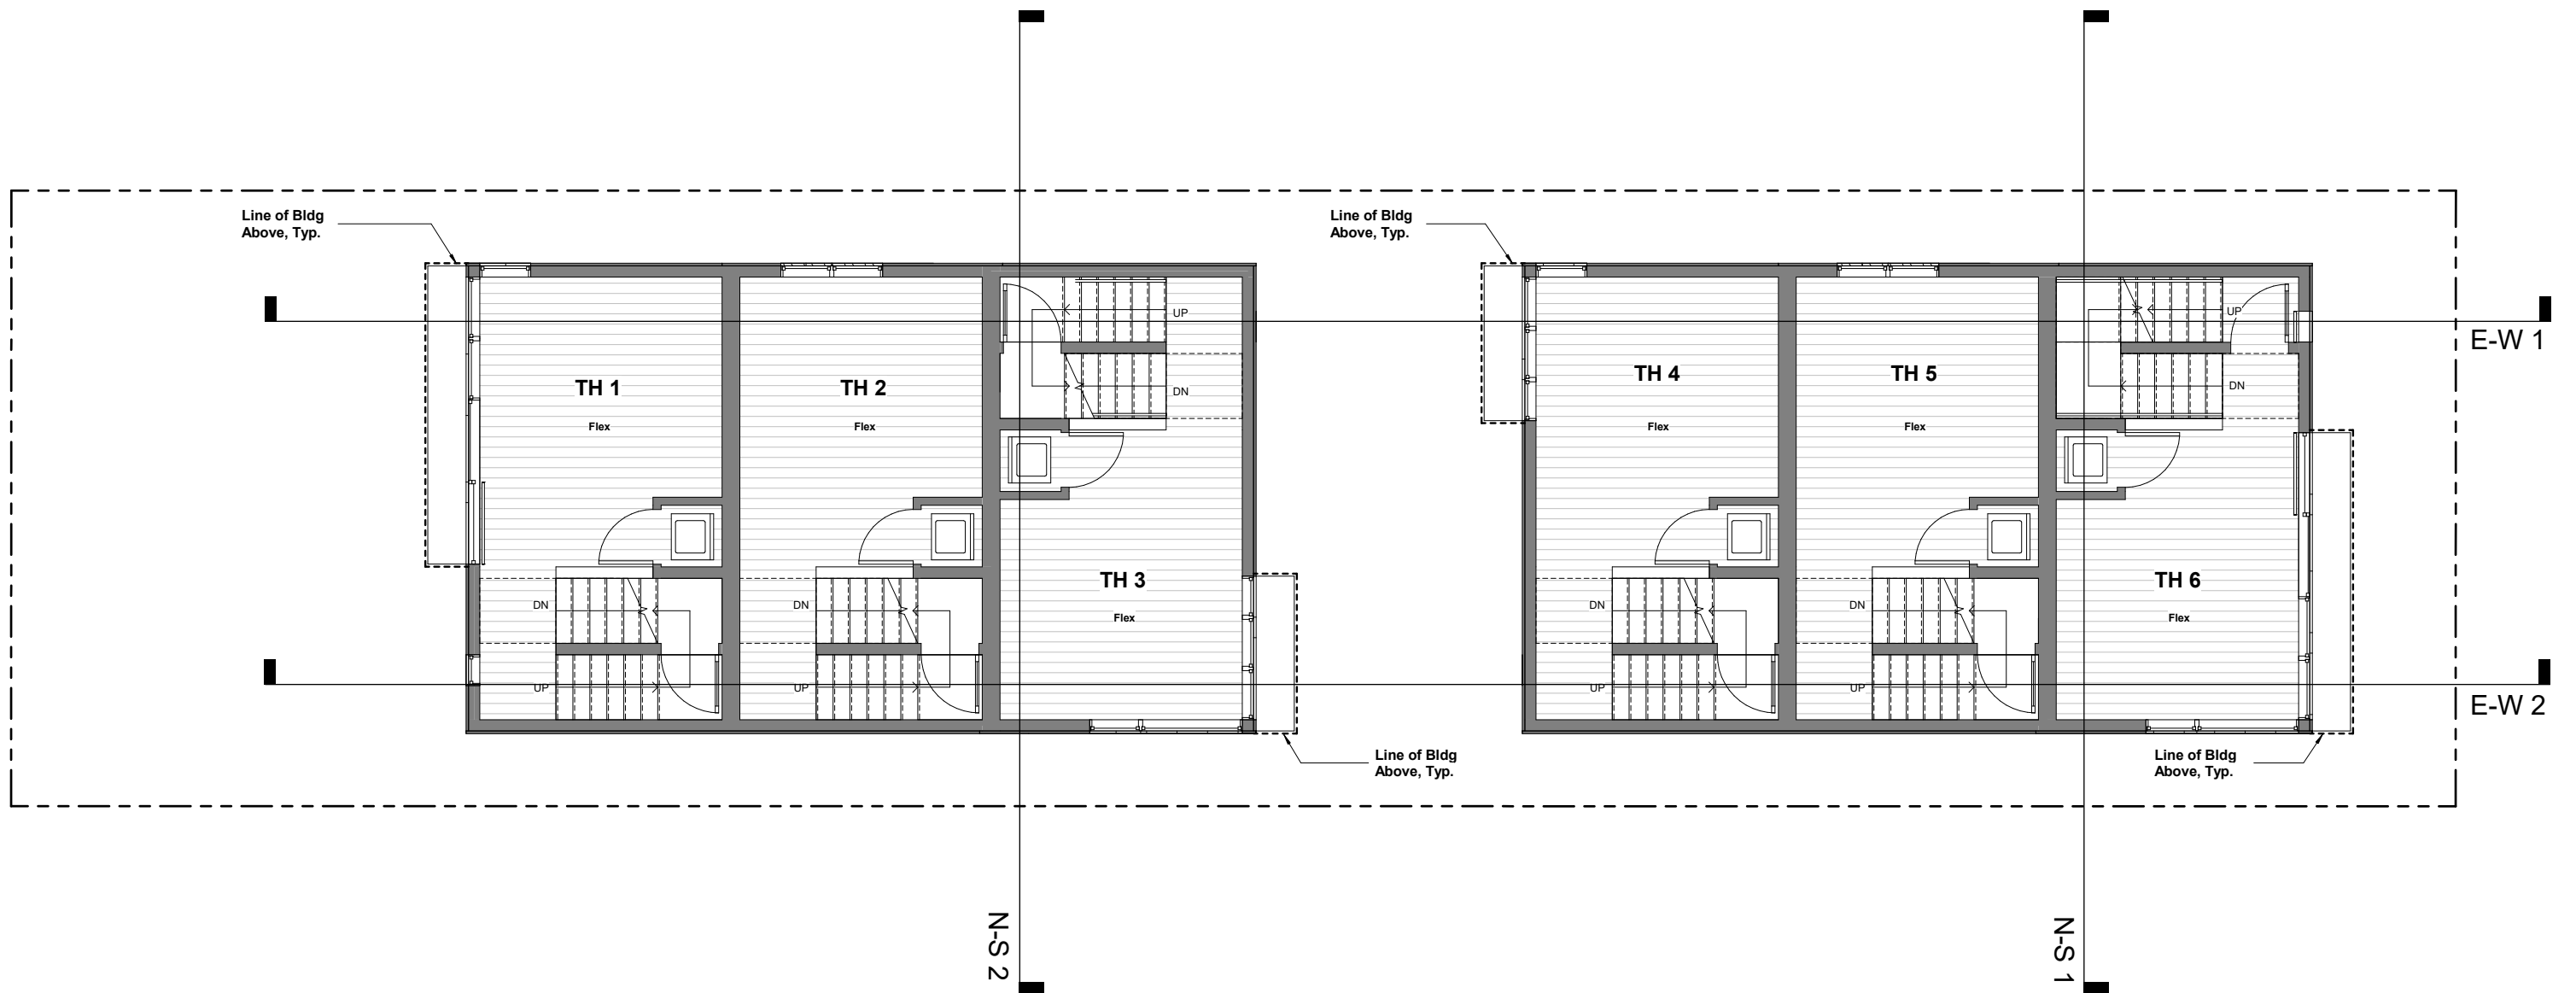 Line of Bldg
Above, Typ.
Line of Bldg
Above, Typ.
UP
UP
E-W 1
TH 1
TH 2
DN
TH 4
TH 5
DN
Flex
Flex
Flex
Flex
TH 3
TH 6
DN
DN
Flex
DN
DN
Flex
UP
UP
UP
UP
E-W 2
Line of Bldg
Above, Typ.
Line of Bldg
Above, Typ.
N-S 2
N-S 1